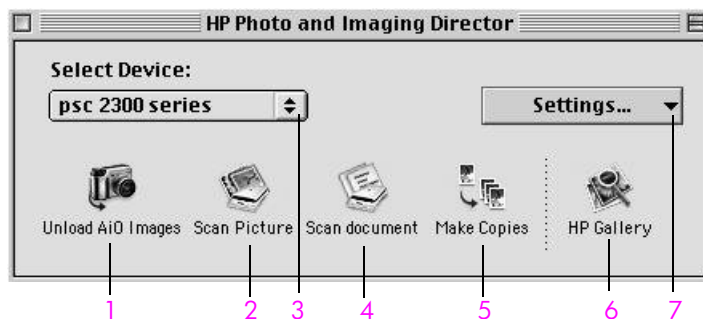 HP Photo and Imaging Director
Select Device:
psc 2300 series
Settings...
Unload AiO Images Scan Picture Scan document Make Copies HP Gallery
1 2 3 4 5 6 7